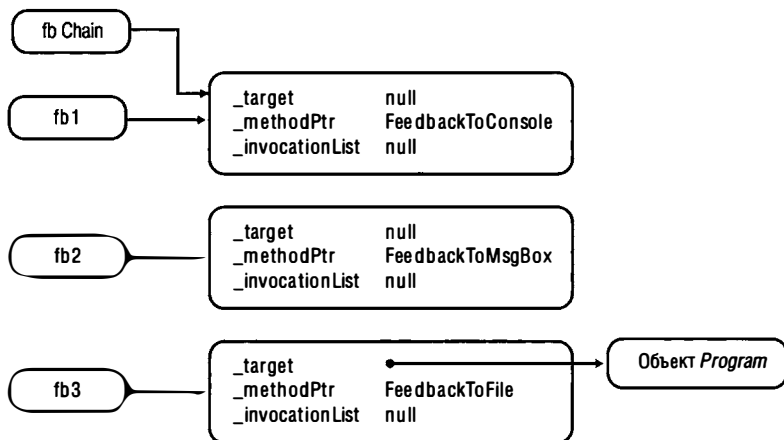 fb Chain
fb1
_target null
_methodPtr FeedbackToConsole
_invocationList null
fb2
_target null
_methodPtr FeedbackToMsgBox
_invocationList null
fb3
_target
_methodPtr FeedbackToFile
_invocationList null
Объект Program